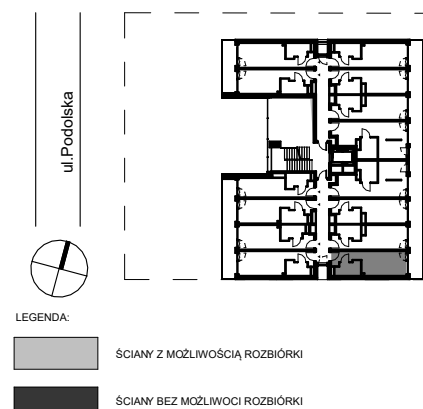 ul.Podolska
LEGENDA:
ŚCIANY Z MOŻLIWOŚCIĄ ROZBIÓRKI
ŚCIANY BEZ MOŻLIWOCI ROZBIÓRKI